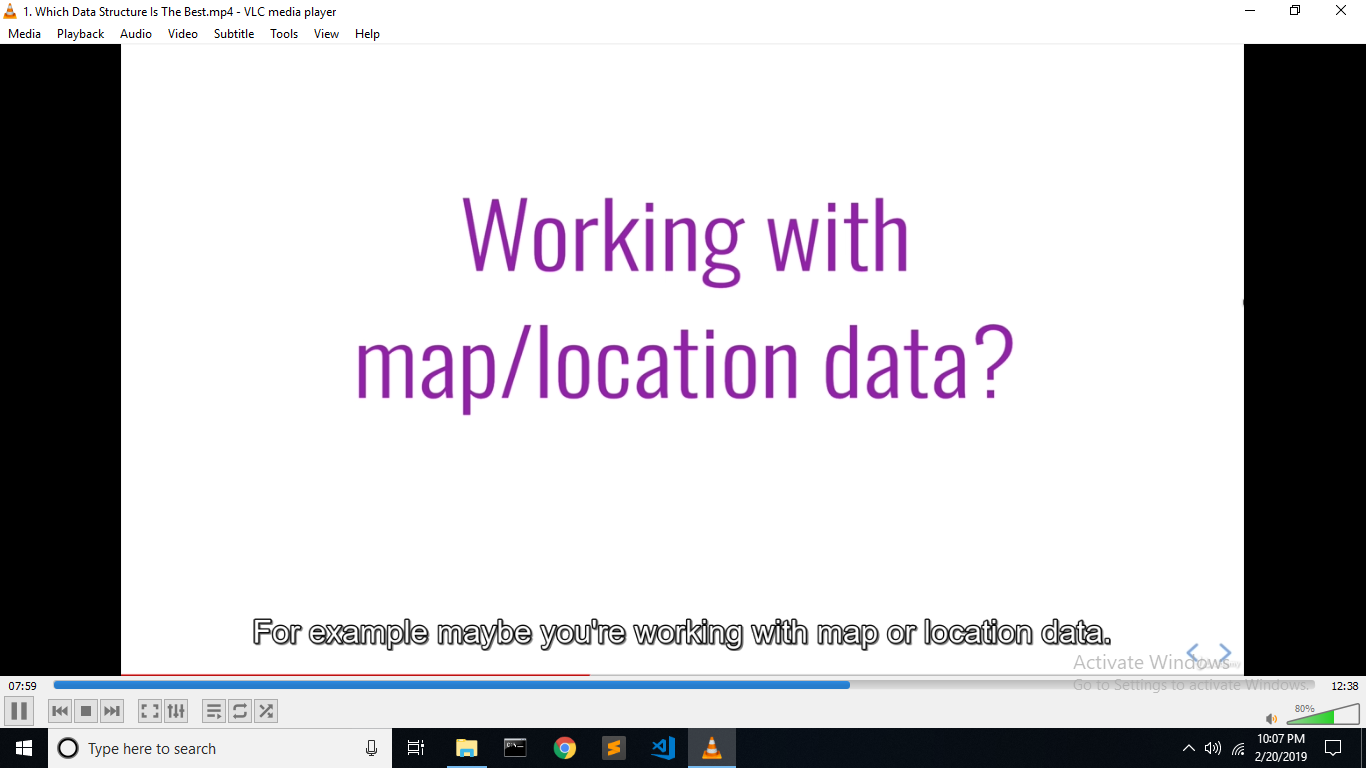 1. Which Data Structure Is The Best.mp4 - VLC media player
Media Playback Audio Video Subtitle Tools View Help
Working with
map/location data?
For example maybe you're working with map or location data.
Activate Windows
Go to Settings to activate Windows.
07:59
12:38
80%
Type here to search
10:07 PM
2/20/2019